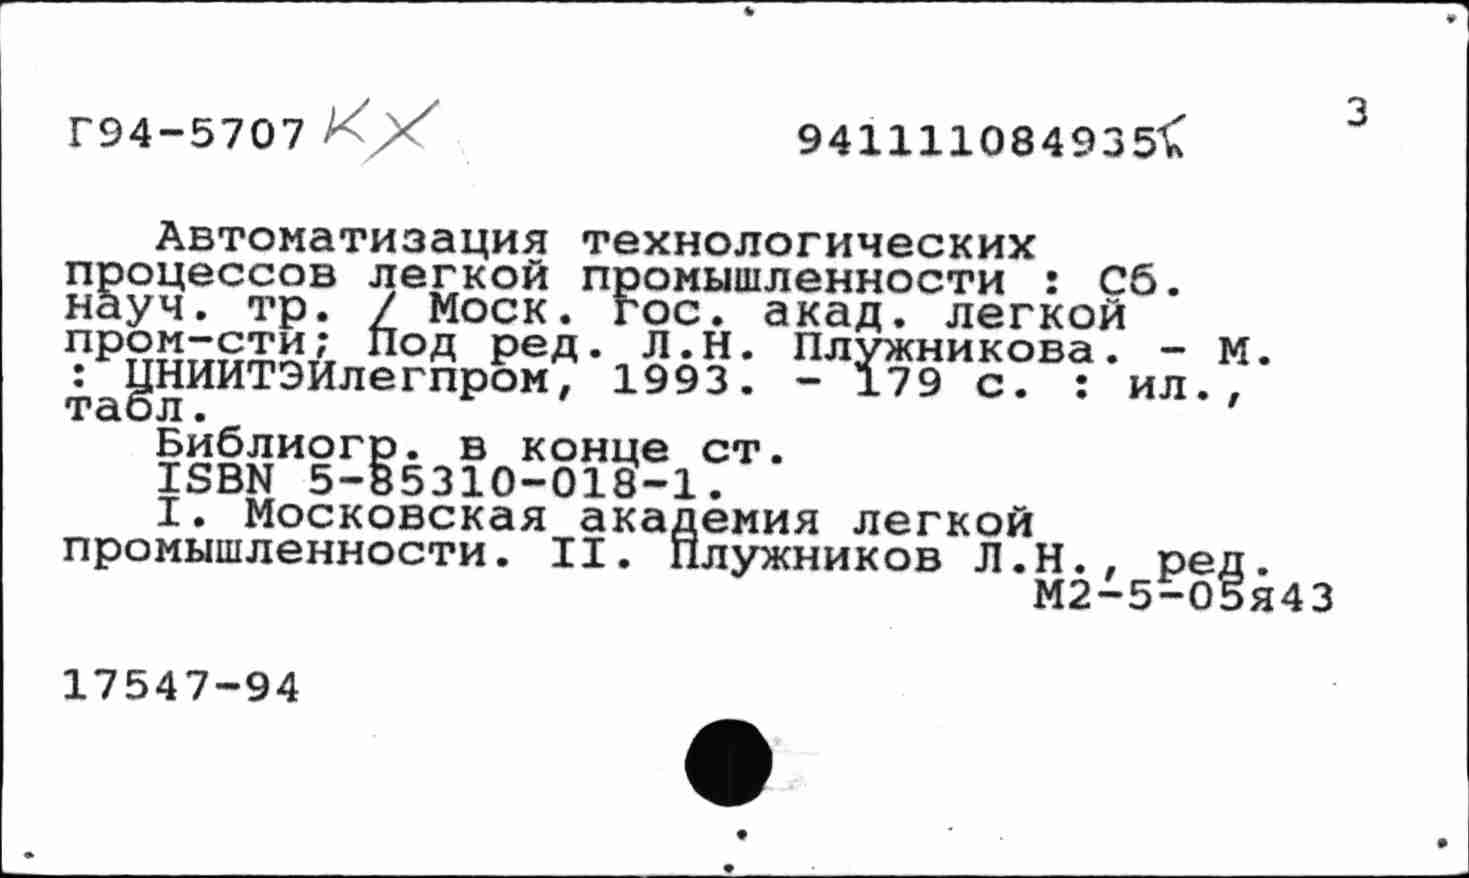 Г94-5707 КХ 941111084935 3
Автоматизация технологических
процессов легкой промышленности : Сб.
науч. тр. / Моск. гос. акад. легкой
пром-сти; Под ред. Л.Н. Плужникова. - М.
: ЦНИИТЭИлегпром, 1993. - 179 с. : ил.,
табл.
Библиогр. в конце ст.
ISBN 5-85310-018-1.
I. Московская академия легкой
промышленности. II. Плужников Л.Н., ред.
М2-5-05я43
17547-94